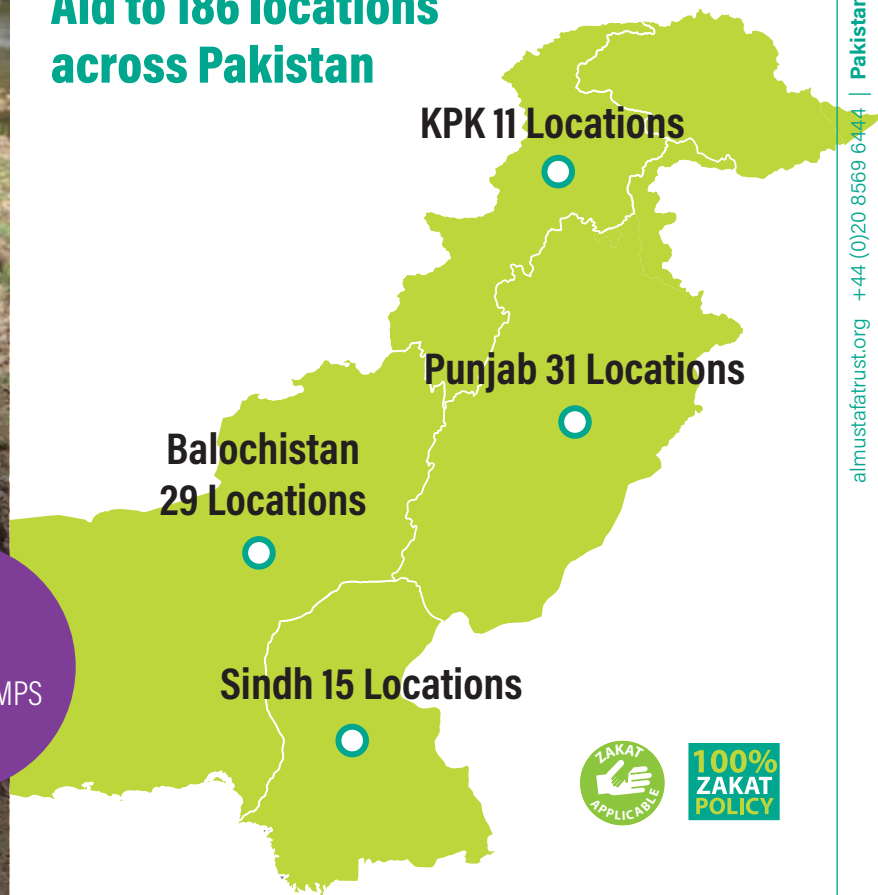 Aid to 186 locations
across Pakistan
KPK 11 Locations
Punjab 31 Locations
Balochistan
29 Locations
Sindh 15 Locations
MPS
ZAKAT
APPLICABLE
100%
ZAKAT
POLICY
almustafatrust.org +44 (0)20 8569 6444 | Pakistan